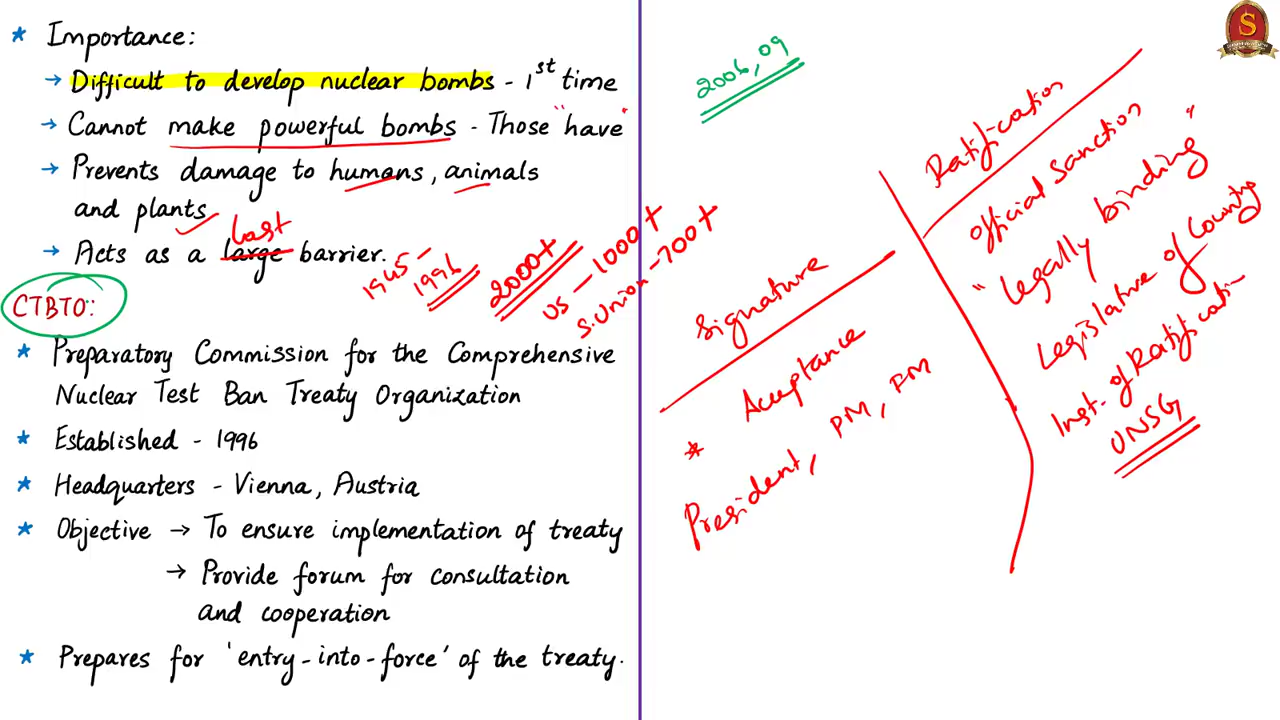 * Importance:
→ Difficult to develop nuclear bombs - 1st time
→ Cannot make powerful bombs - Those "have"
→ Prevents damage to humans, animals
and plants
last
→ Acts as a large barrier.
1945-
1996
2000+
US - 1000+
S.Union - 700+
CTBTO:
* Preparatory Commission for the Comprehensive
Nuclear Test Ban Treaty Organization
* Established - 1996
* Headquarters - Vienna, Austria
* Objective → To ensure implementation of treaty
→ Provide forum for consultation
and cooperation
* Prepares for 'entry-into-force' of the treaty.
2006, 09
Signature
Acceptance
* President, PM, FM
Ratification
Official Sanction
"Legally binding"
Legislative of Country
Inst. of Ratificati-
UNSG
S